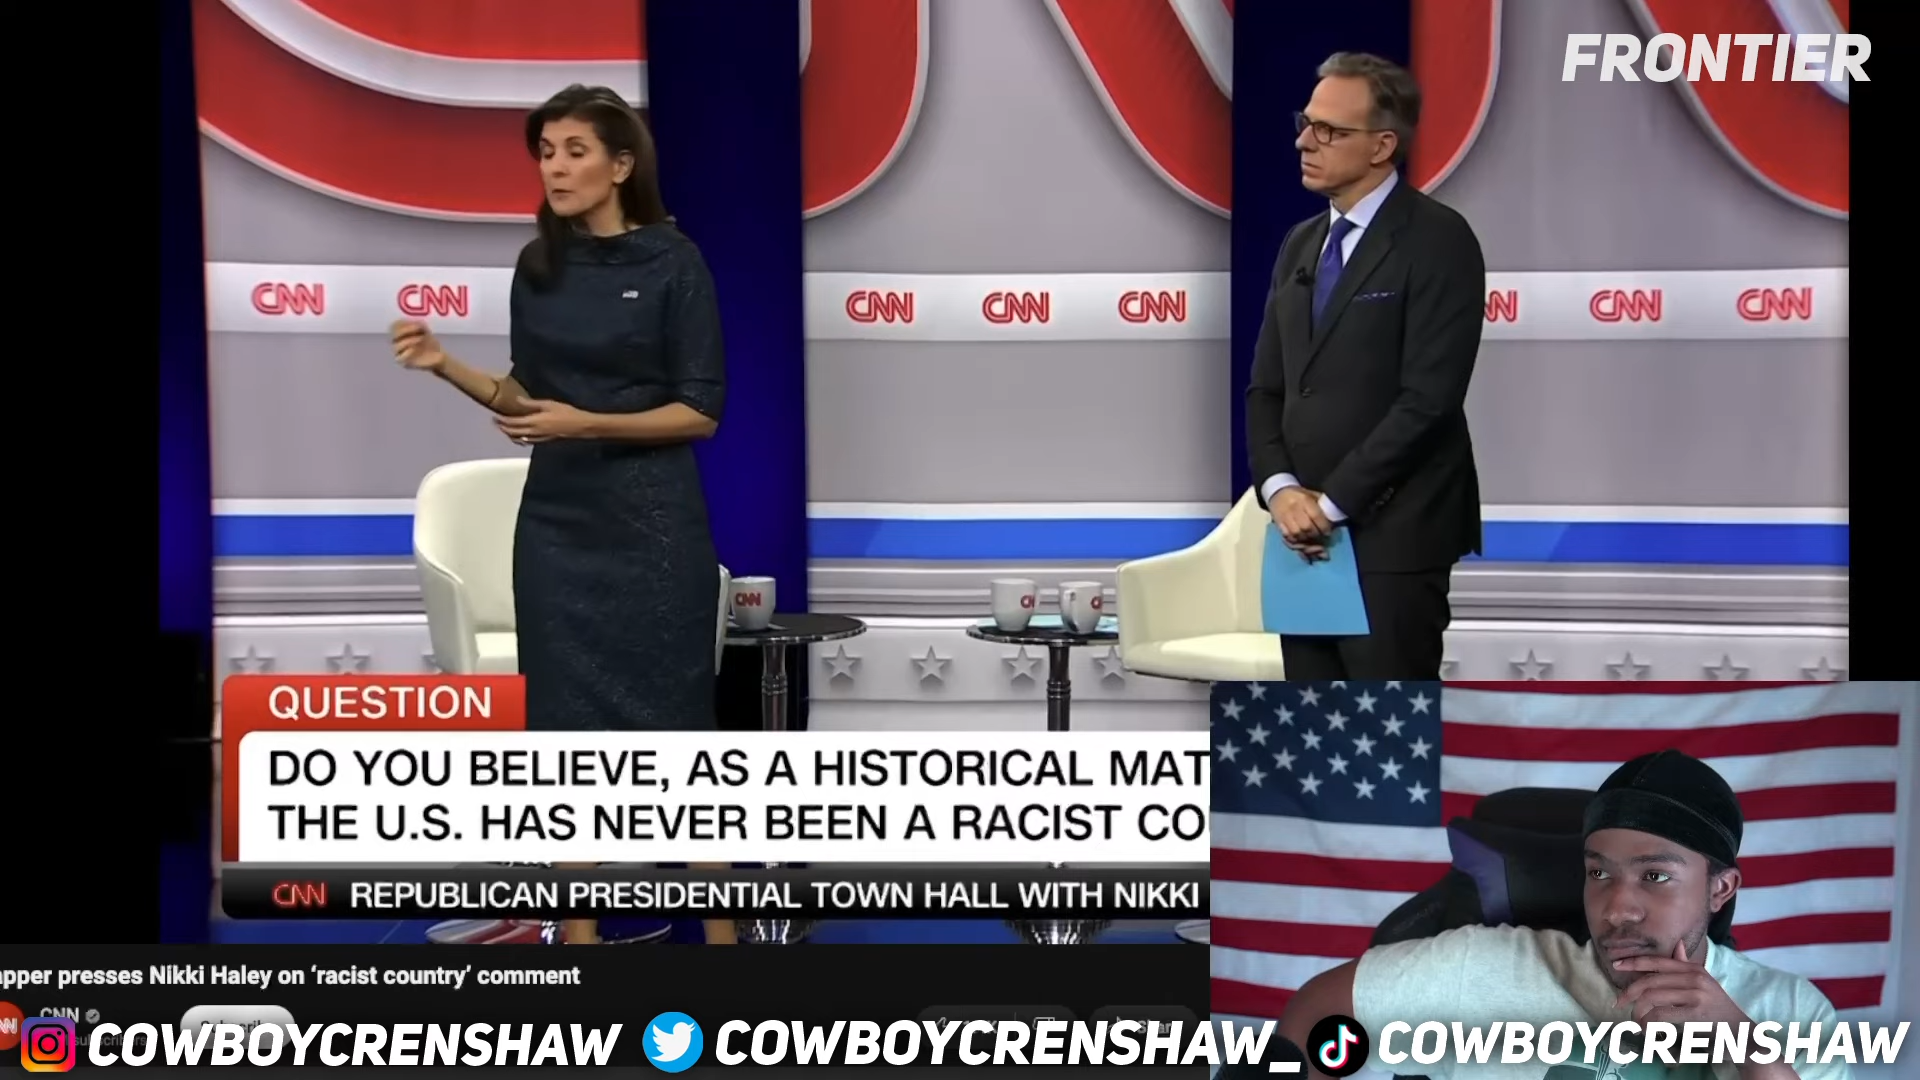 FRONTIER
CNN CNN CNN CNN CNN CNN CNN
CNN
QUESTION
DO YOU BELIEVE, AS A HISTORICAL MAT
THE U.S. HAS NEVER BEEN A RACIST CO
CNN REPUBLICAN PRESIDENTIAL TOWN HALL WITH NIKKI
apper presses Nikki Haley on ‘racist country’ comment
CNN
COWBOYCRENSHAW COWBOYCRENSHAW_ COWBOYCRENSHAW